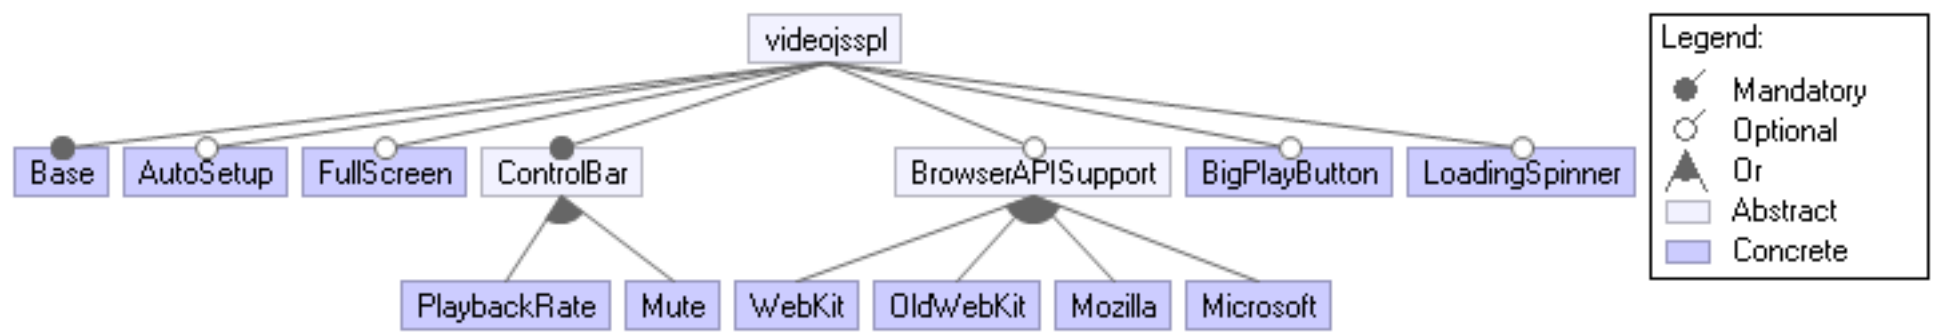 videojsspl
Base
AutoSetup
FullScreen
ControlBar
BrowserAPISupport
BigPlayButton
LoadingSpinner
PlaybackRate
Mute
WebKit
OldWebKit
Mozilla
Microsoft
Legend:
Mandatory
Optional
Or
Abstract
Concrete